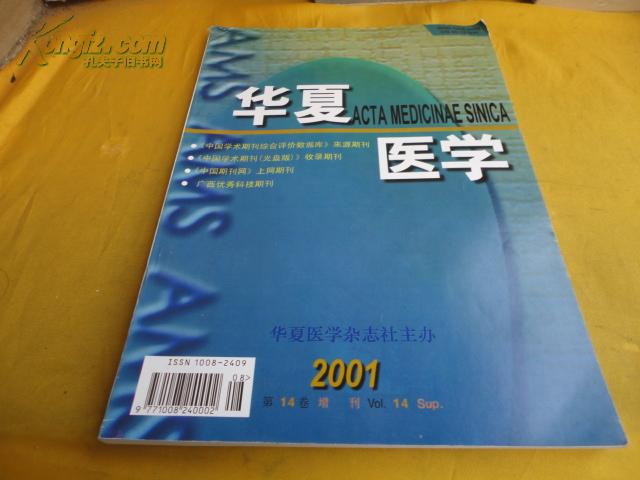 Kongfz.com
孔夫子旧书网
AMS AMS AMS
华夏
ACTA MEDICINAE SINICA
医学
《中国学术期刊综合评价数据库》来源期刊
《中国学术期刊(光盘版)》收录期刊
《中国期刊网》上网期刊
广西优秀科技期刊
华夏医学杂志社主办
ISSN 1008-2409
08>
9 771008 240002
2001
第 14 卷 增 刊 Vol. 14 Sup.